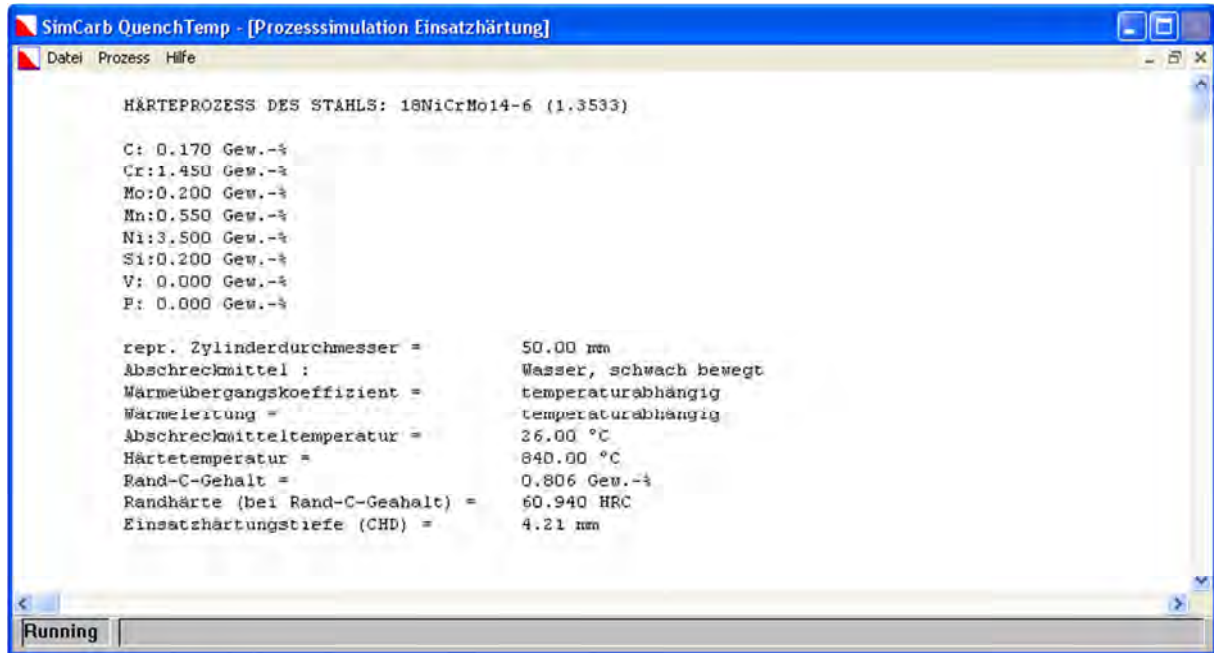 SimCarb QuenchTemp - [Prozesssimulation Einsatzhärtung]
Datei Prozess Hilfe
HÄRTEPROZESS DES STAHLS: 18NiCrMo14-6 (1.3533)
C: 0.170 Gew.-%
Cr:1.450 Gew.-%
Mo:0.200 Gew.-%
Mn:0.550 Gew.-%
Ni:3.500 Gew.-%
Si:0.200 Gew.-%
V: 0.000 Gew.-%
P: 0.000 Gew.-%
repr. Zylinderdurchmesser = 50.00 mm
Abschreckmittel : Wasser, schwach bewegt
Wärmeübergangskoeffizient = temperaturabhängig
Wärmeleitung = temperaturabhängig
Abschreckmitteltemperatur = 26.00 °C
Härtetemperatur = 840.00 °C
Rand-C-Gehalt = 0.806 Gew.-%
Randhärte (bei Rand-C-Geahalt) = 60.940 HRC
Einsatzhärtungstiefe (CHD) = 4.21 mm
Running